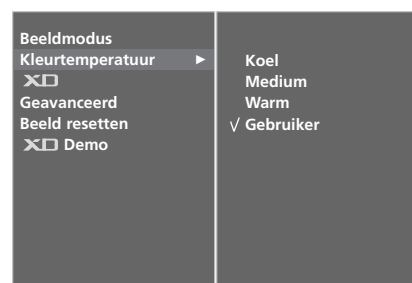 Beeldmodus
Kleurtemperatuur ►
XD
Geavanceerd
Beeld resetten
XD Demo
Koel
Medium
Warm
√ Gebruiker